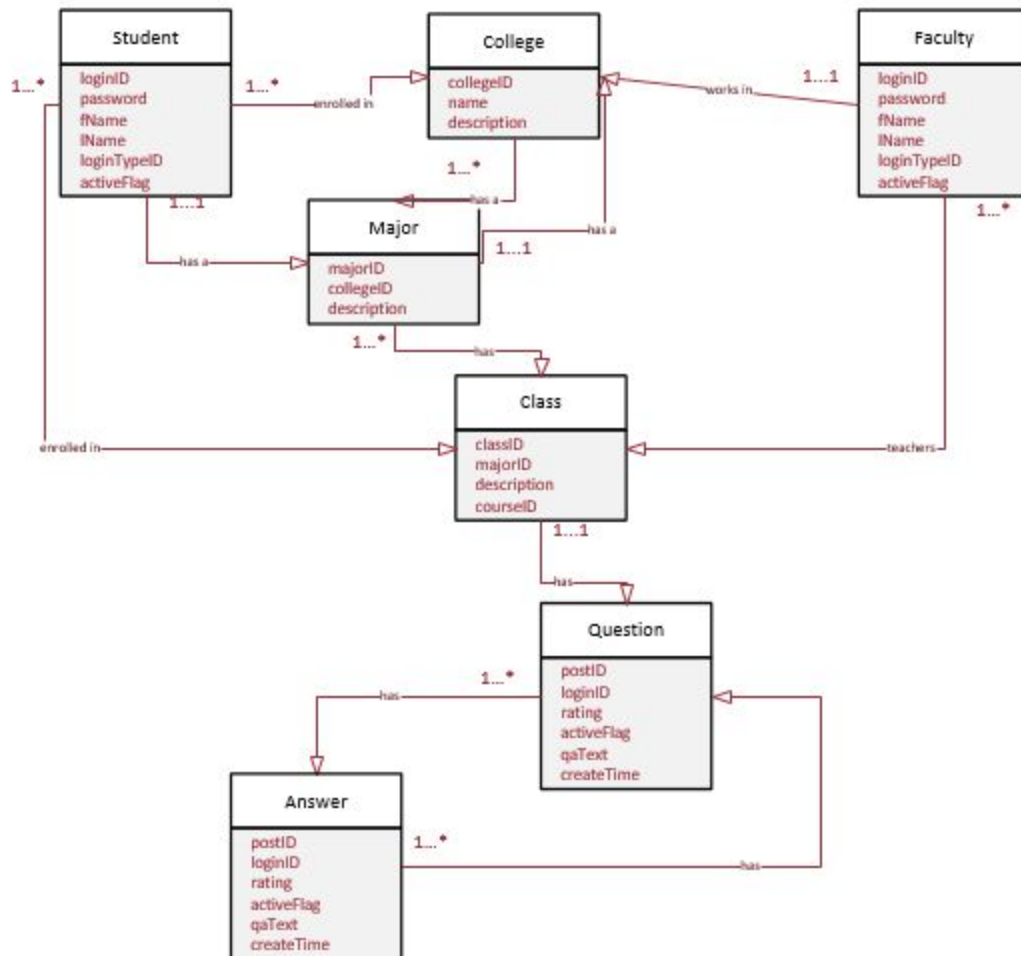 Student
loginID
password
fName
lName
loginTypeID
activeFlag
1...*
1...*
enrolled in
College
collegeID
name
description
works in
1...1
Faculty
loginID
password
fName
lName
loginTypeID
activeFlag
1...*
1...1
1...*
has a
has a
has a
1...1
Major
majorID
collegeID
description
1...*
has
enrolled in
Class
classID
majorID
description
courseID
teachers
1...1
has
Question
postID
loginID
rating
activeFlag
qaText
createTime
1...*
has
Answer
postID
loginID
rating
activeFlag
qaText
createTime
1...*
has